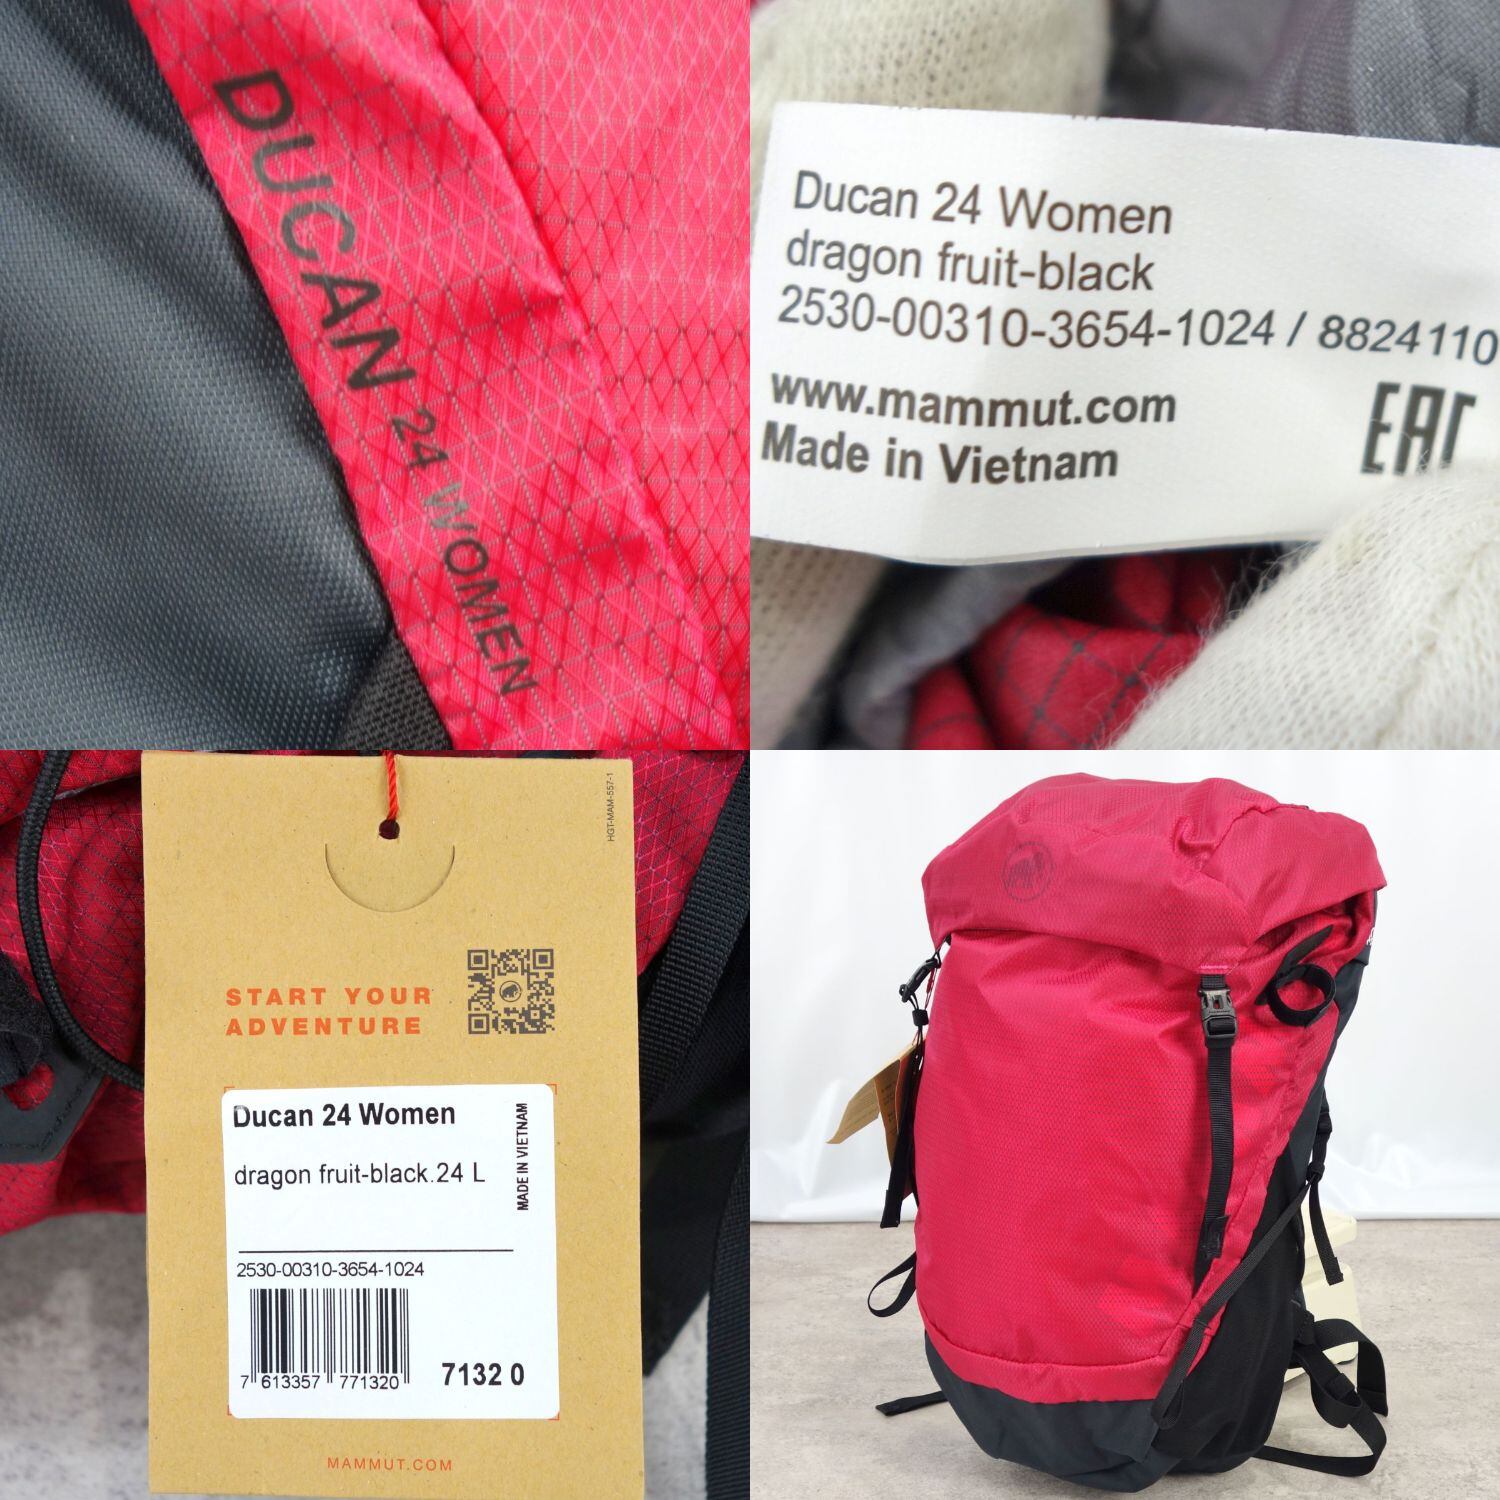 DUCAN 24 WOMEN
Ducan 24 Women
dragon fruit-black
2530-00310-3654-1024 / 8824110
www.mammut.com
Made in Vietnam
EAC
HGT-MAM-557-1
START YOUR
ADVENTURE
Ducan 24 Women
MADE IN VIETNAM
dragon fruit-black.24 L
2530-00310-3654-1024
7 613357 771320
7132 0
MAMMUT.COM